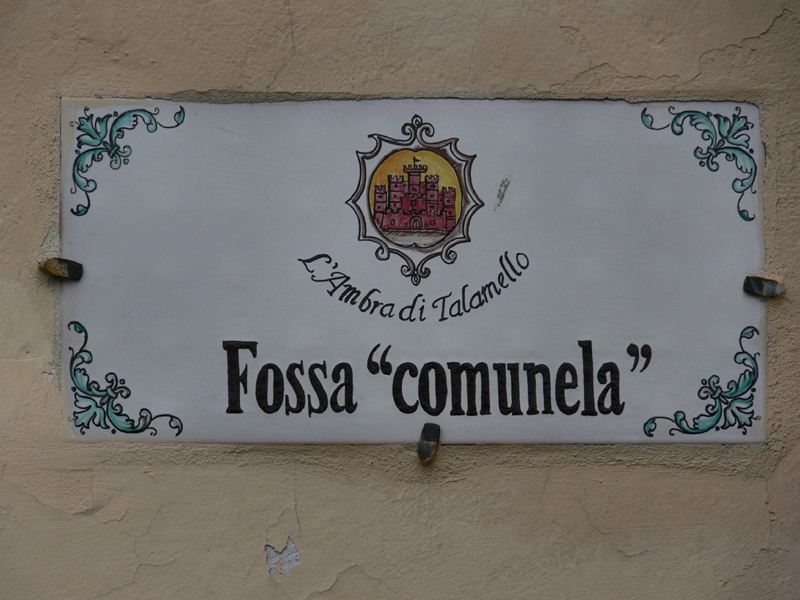 L'Ambra di Talamello
Fossa “comunela”